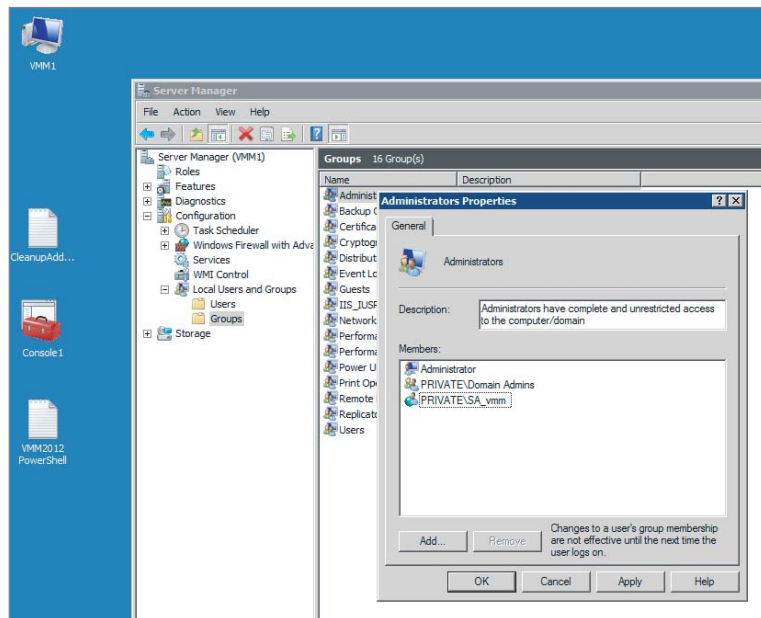 VMM1
CleanupAdd...
Console1
VMM2012
PowerShell
Server Manager
File Action View Help
Server Manager (VMM1)
Roles
Features
Diagnostics
Configuration
Task Scheduler
Windows Firewall with Adva
Services
WMI Control
Local Users and Groups
Users
Groups
Storage
Groups 16 Group(s)
Name Description
Administ
Backup C
Certifica
Cryptogr
Distribut
Event Lo
Guests
IIS_IUSR
Network
Performa
Performa
Power U
Print Ope
Remote
Replicato
Users
Administrators Properties
General
Administrators
Description: Administrators have complete and unrestricted access
to the computer/domain
Members:
Administrator
PRIVATE\Domain Admins
PRIVATE\SA_vmm
Add... Remove
Changes to a user's group membership
are not effective until the next time the
user logs on.
OK Cancel Apply Help